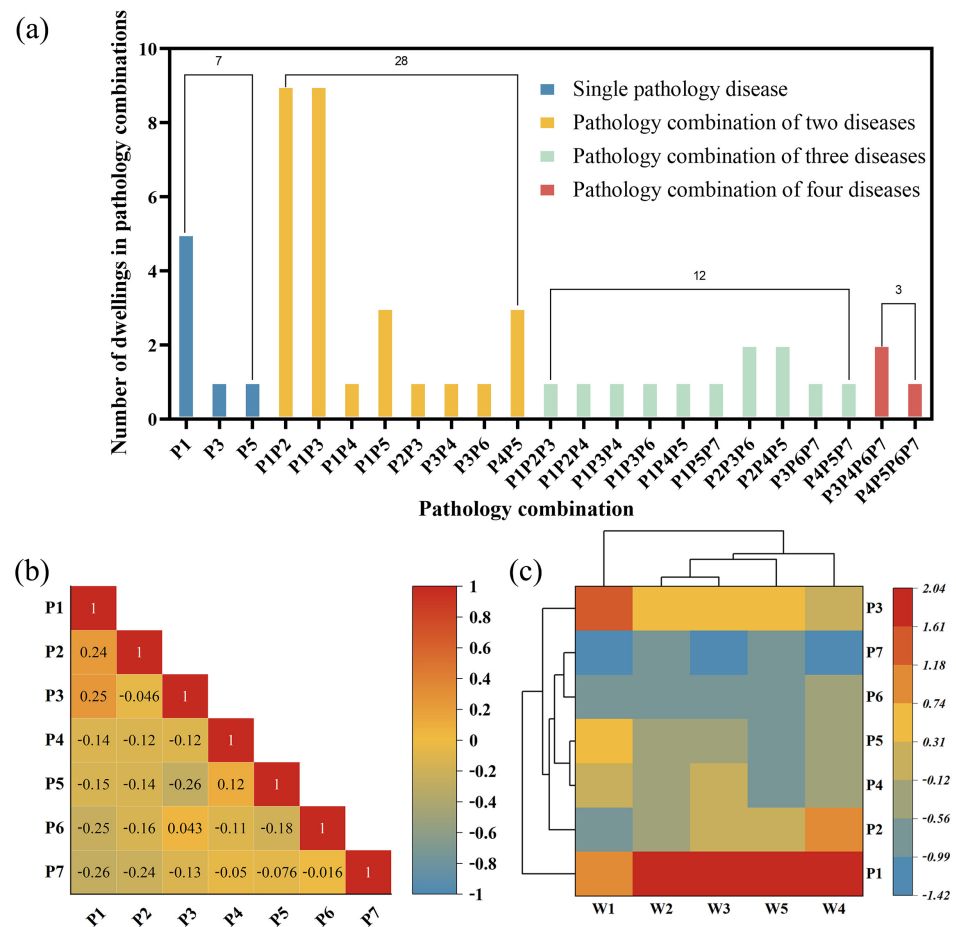 (a)
Number of dwellings in pathology combinations
10
8
6
4
2
0
7
28
12
3
Single pathology disease
Pathology combination of two diseases
Pathology combination of three diseases
Pathology combination of four diseases
P1
P3
P5
P1P2
P1P3
P1P4
P1P5
P2P3
P3P4
P3P6
P4P5
P1P2P3
P1P2P4
P1P3P4
P1P3P6
P1P4P5
P1P5P7
P2P3P6
P2P4P5
P3P6P7
P4P5P7
P3P4P6P7
P4P5P6P7
Pathology combination
(b)
P1 1
P2 0.24 1
P3 0.25 -0.046 1
P4 -0.14 -0.12 -0.12 1
P5 -0.15 -0.14 -0.26 0.12 1
P6 -0.25 -0.16 0.043 -0.11 -0.18 1
P7 -0.26 -0.24 -0.13 -0.05 -0.076 -0.016 1
P1 P2 P3 P4 P5 P6 P7
1
0.8
0.6
0.4
0.2
0
-0.2
-0.4
-0.6
-0.8
-1
(c)
P3
P7
P6
P5
P4
P2
P1
W1 W2 W3 W5 W4
2.04
1.61
1.18
0.74
0.31
-0.12
-0.56
-0.99
-1.42